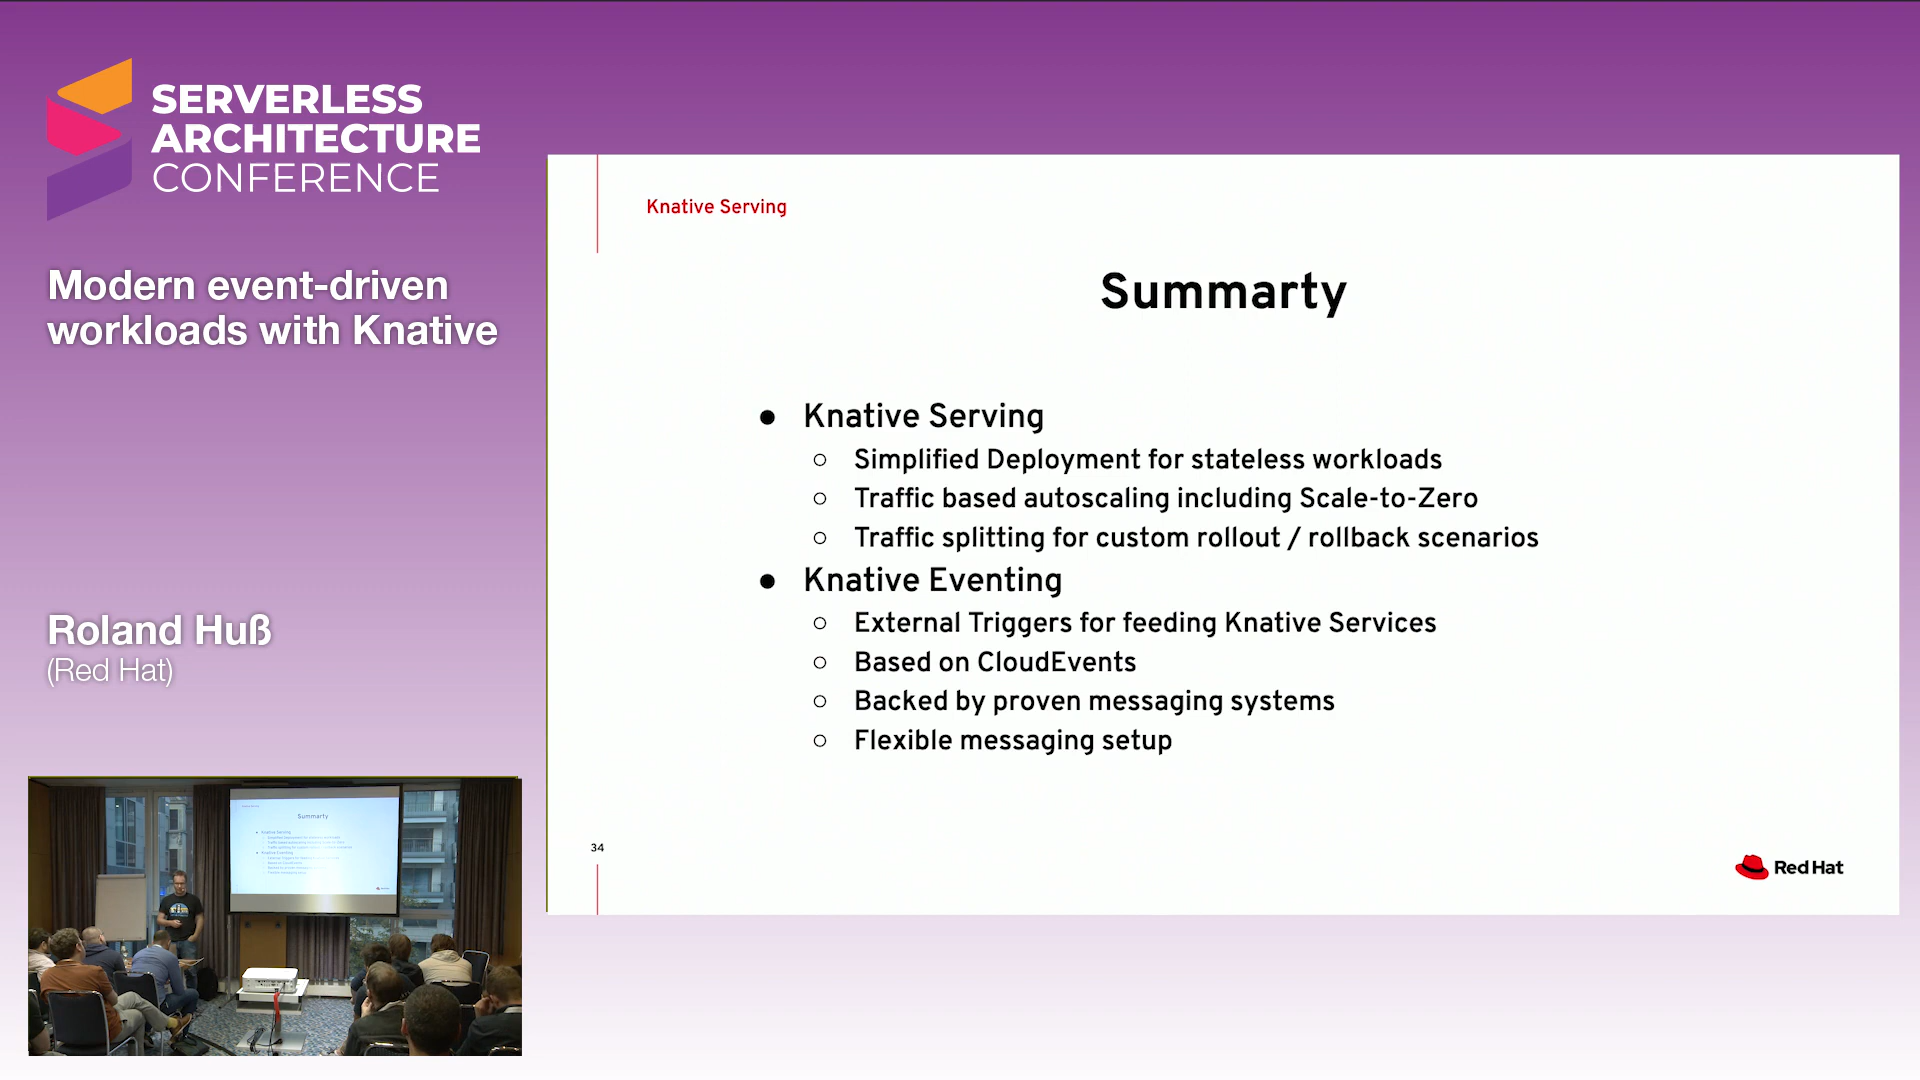 SERVERLESS
ARCHITECTURE
CONFERENCE
Modern event-driven
workloads with Knative
Roland Huß
(Red Hat)
Knative Serving
Summarty
● Knative Serving
○ Simplified Deployment for stateless workloads
○ Traffic based autoscaling including Scale-to-Zero
○ Traffic splitting for custom rollout / rollback scenarios
● Knative Eventing
○ External Triggers for feeding Knative Services
○ Based on CloudEvents
○ Backed by proven messaging systems
○ Flexible messaging setup
34
Red Hat
Summarty